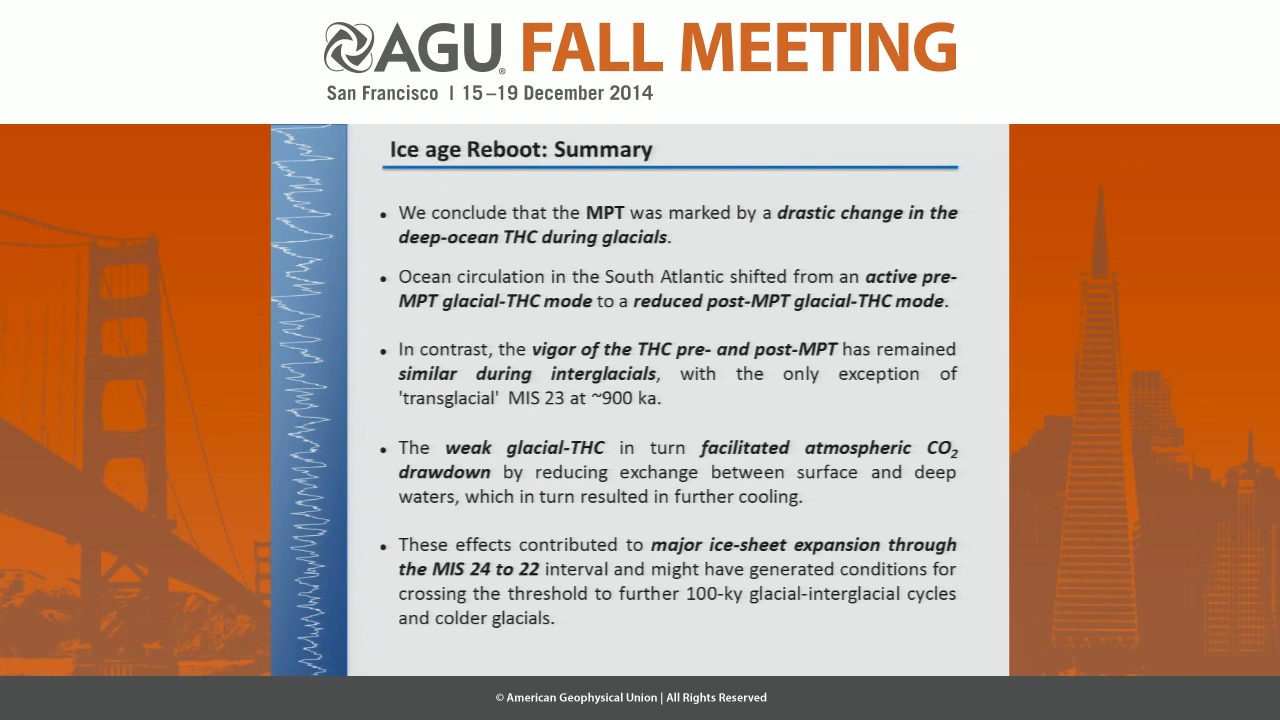 AGU FALL MEETING
San Francisco | 15–19 December 2014
Ice age Reboot: Summary
• We conclude that the MPT was marked by a drastic change in the
deep-ocean THC during glacials.
• Ocean circulation in the South Atlantic shifted from an active pre-
MPT glacial-THC mode to a reduced post-MPT glacial-THC mode.
• In contrast, the vigor of the THC pre- and post-MPT has remained
similar during interglacials, with the only exception of
'transglacial' MIS 23 at ~900 ka.
• The weak glacial-THC in turn facilitated atmospheric CO₂
drawdown by reducing exchange between surface and deep
waters, which in turn resulted in further cooling.
• These effects contributed to major ice-sheet expansion through
the MIS 24 to 22 interval and might have generated conditions for
crossing the threshold to further 100-ky glacial-interglacial cycles
and colder glacials.
© American Geophysical Union | All Rights Reserved